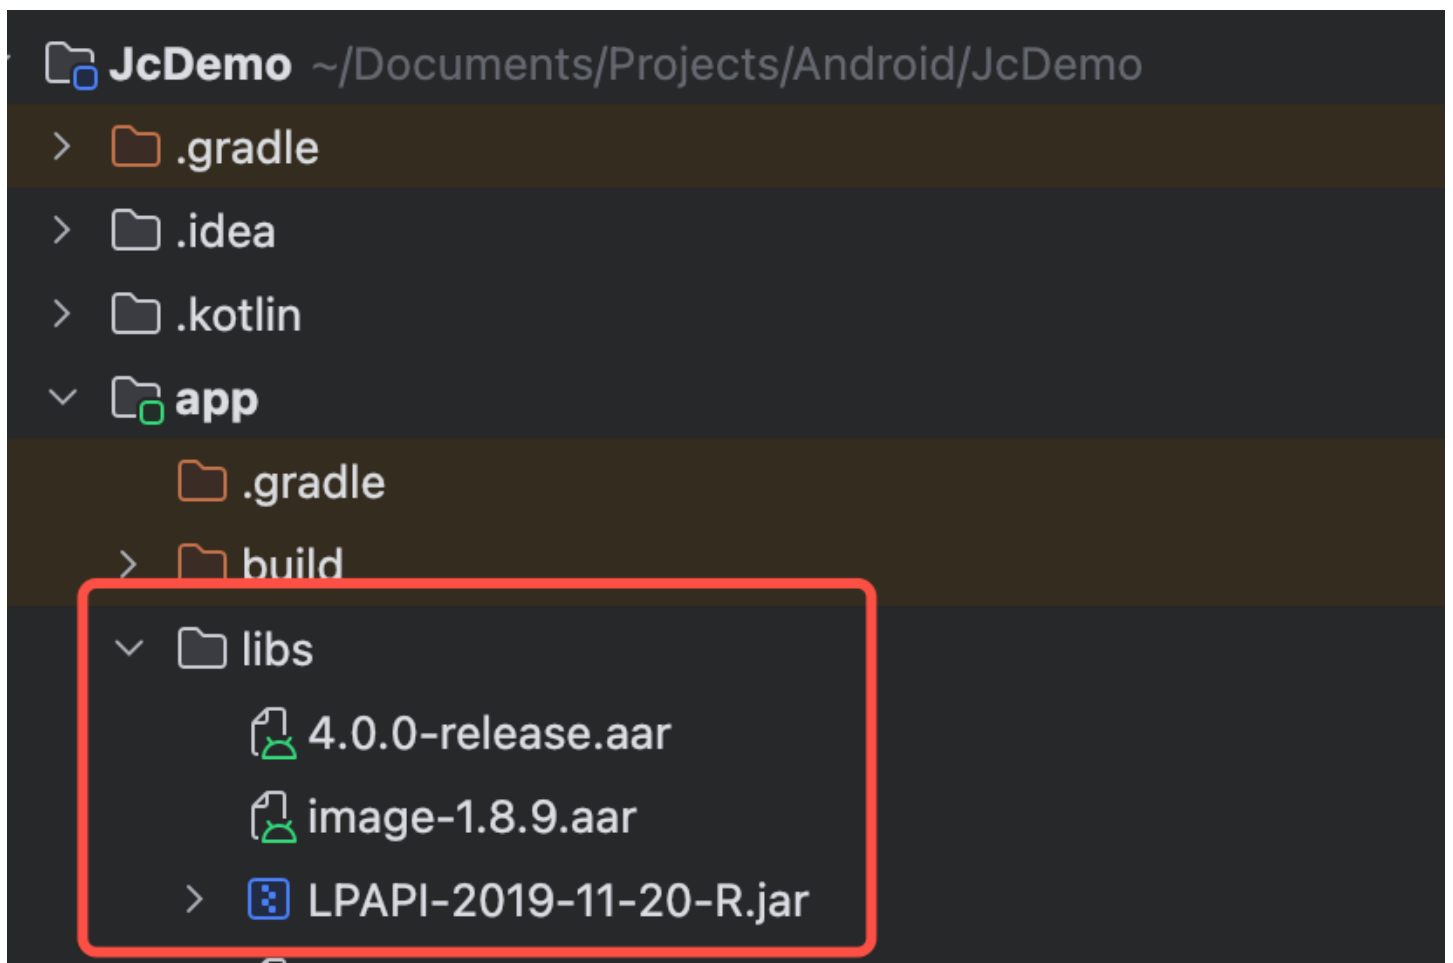 JcDemo ~/Documents/Projects/Android/JcDemo
.gradle
.idea
.kotlin
app
.gradle
build
libs
4.0.0-release.aar
image-1.8.9.aar
LPAPI-2019-11-20-R.jar